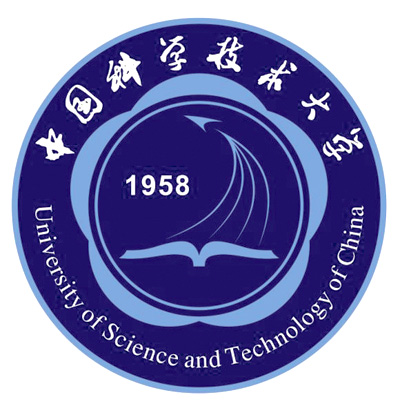 中国科学技术大学
1958
University of Science and Technology of China